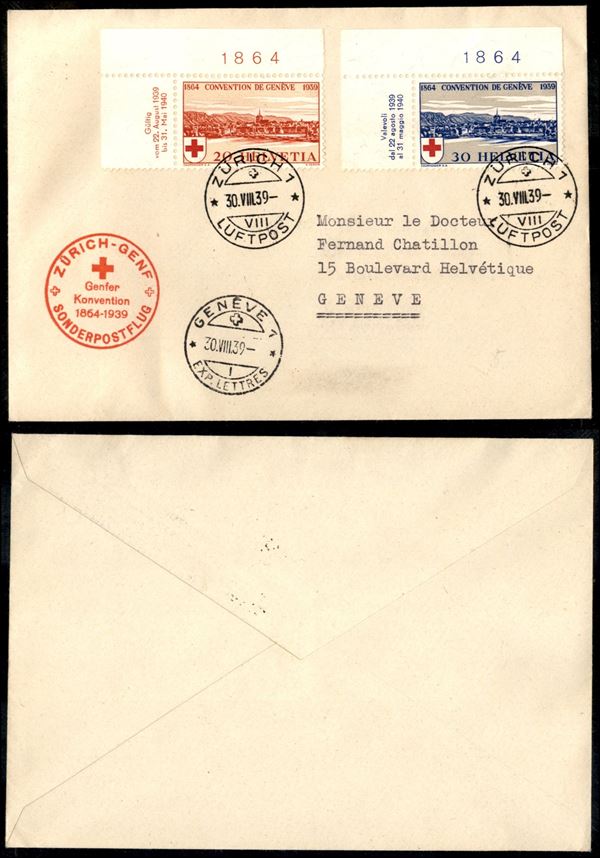 1864
1864
Gültig
vom 22. August 1939
bis 31. Mai 1940
1864 CONVENTION DE GENÈVE 1939
20 HELVETIA
Valevoli
dal 22 agosto 1939
al 31 maggio 1940
1864 CONVENTION DE GENÈVE 1939
30 HELVETIA
ZÜRICH 1
30.VIII.39–
VIII
LUFTPOST
ZÜRICH 1
30.VIII.39–
VIII
LUFTPOST
Monsieur le Docteur
Fernand Chatillon
15 Boulevard Helvétique
GENEVE
ZÜRICH-GENF
Genfer
Konvention
1864-1939
SONDERPOSTFLUG
GENÈVE 1
30.VIII.39–
I
EXP. LETTRES